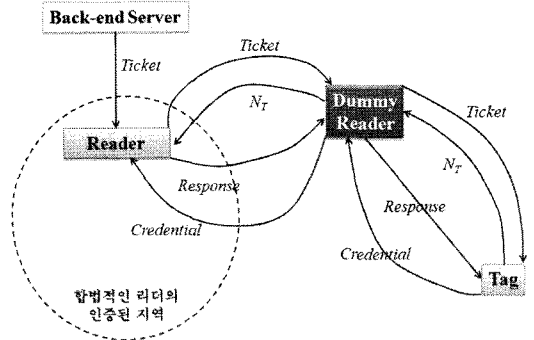 Back-end Server
Ticket
Ticket
N_T
Dummy
Reader
Ticket
Reader
N_T
Response
Response
Credential
Credential
Tag
합법적인 리더의
인증된 지역